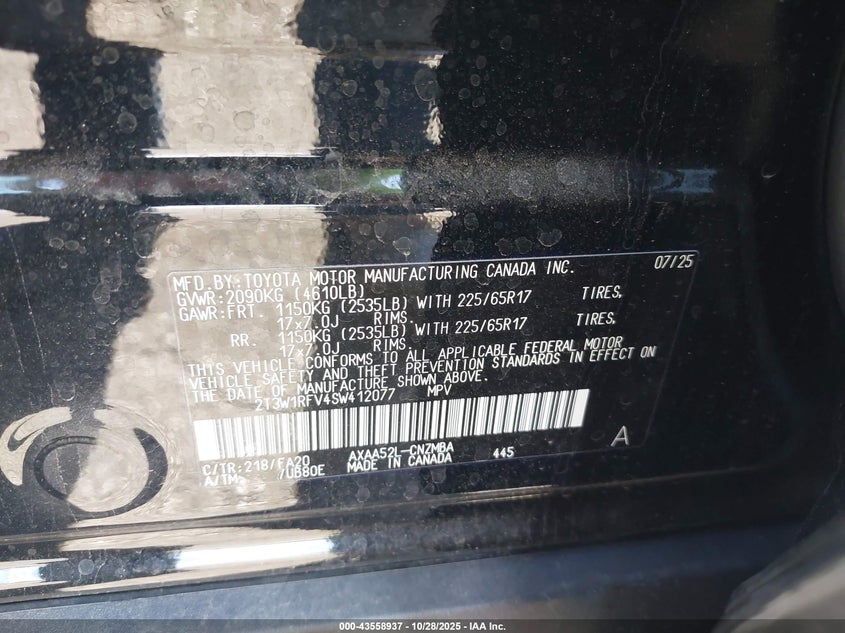 MFD.BY:TOYOTA MOTOR MANUFACTURING CANADA INC. 07/25
GVWR:2090KG (4610LB)
GAWR:FRT. 1150KG (2535LB) WITH 225/65R17 TIRES,
17x7.0J RIMS
RR. 1150KG (2535LB) WITH 225/65R17 TIRES,
17x7.0J RIMS
THIS VEHICLE CONFORMS TO ALL APPLICABLE FEDERAL MOTOR
VEHICLE SAFETY AND THEFT PREVENTION STANDARDS IN EFFECT ON
THE DATE OF MANUFACTURE SHOWN ABOVE.
2T3W1RFV4SW412077 MPV
C/TR:218/FA20 AXAA52L-CNZMBA 445 A
A/TM: /UB80E MADE IN CANADA
000-43558937 - 10/28/2025 - IAA Inc.